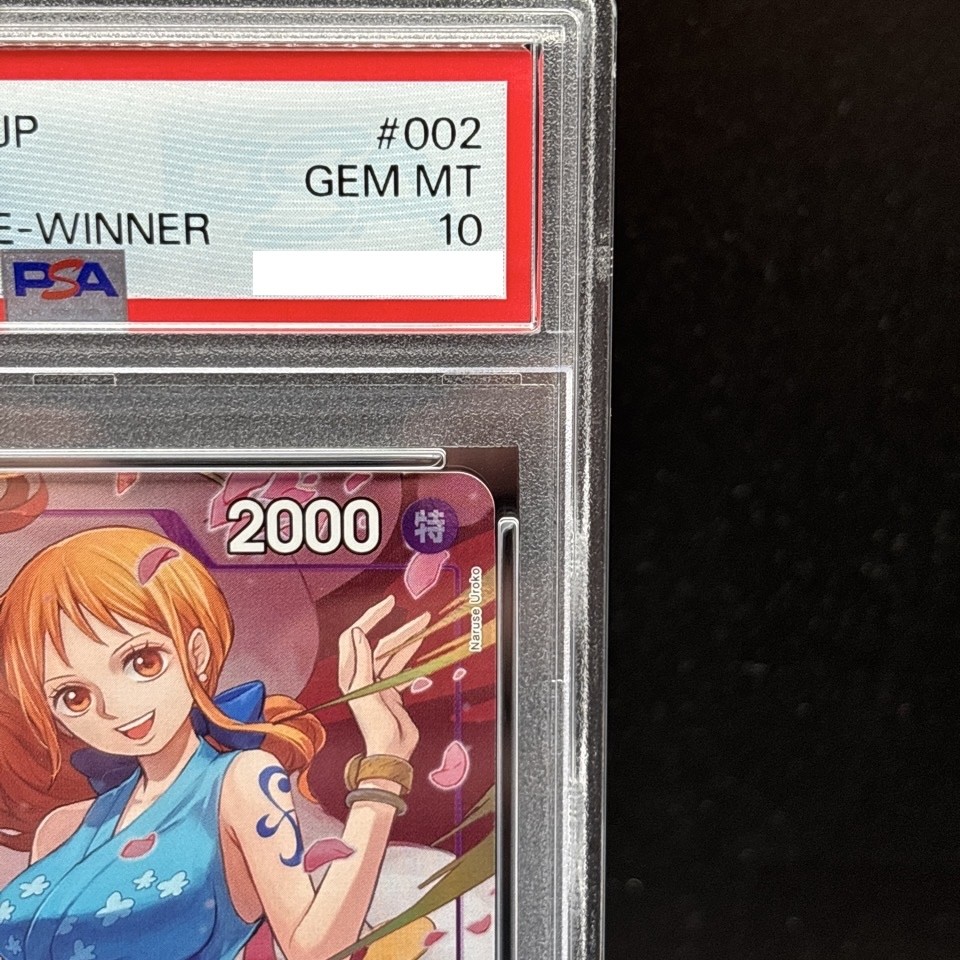 UP
#002
GEM MT
E-WINNER
10
PSA
2000
特
Naruse Uroko